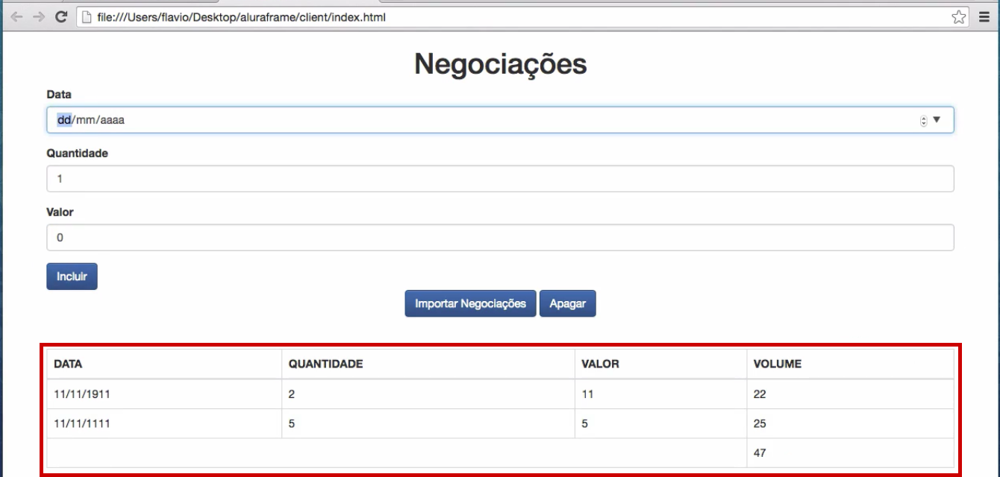 file:///Users/flavio/Desktop/aluraframe/client/index.html
Negociações
Data
dd/mm/aaaa
Quantidade
1
Valor
0
Incluir
Importar Negociações Apagar
DATA QUANTIDADE VALOR VOLUME
11/11/1911 2 11 22
11/11/1111 5 5 25
47